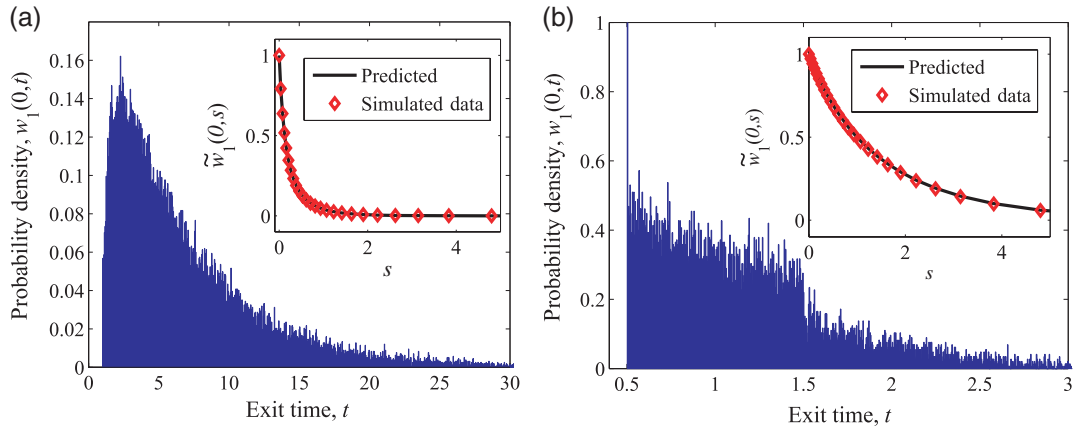 (a)
Probability density, w₁(0,t)
0.16
0.14
0.12
0.1
0.08
0.06
0.04
0.02
0
0
5
10
15
20
25
30
Exit time, t
w̃₁(0,s)
1
0.5
0
0
2
4
s
Predicted
Simulated data
(b)
Probability density, w₁(0,t)
1
0.8
0.6
0.4
0.2
0
0.5
1
1.5
2
2.5
3
Exit time, t
w̃₁(0,s)
1
0.5
0
0
2
4
s
Predicted
Simulated data